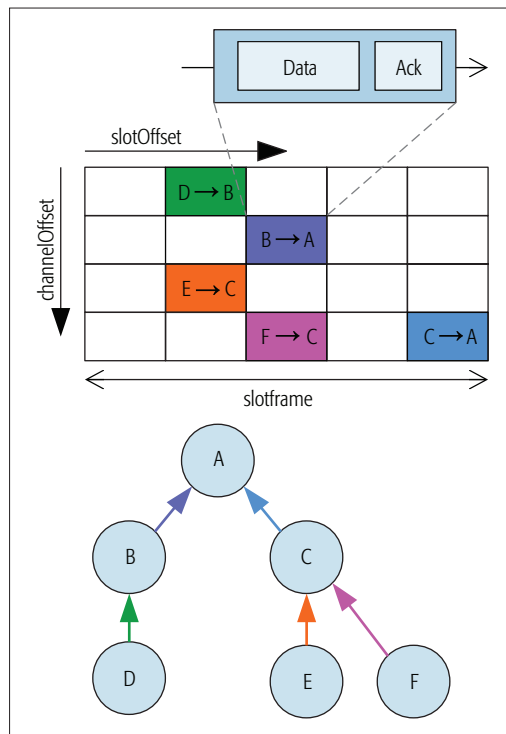 Data Ack
slotOffset
channelOffset
D → B
B → A
E → C
F → C C → A
slotframe
A
B C
D E F